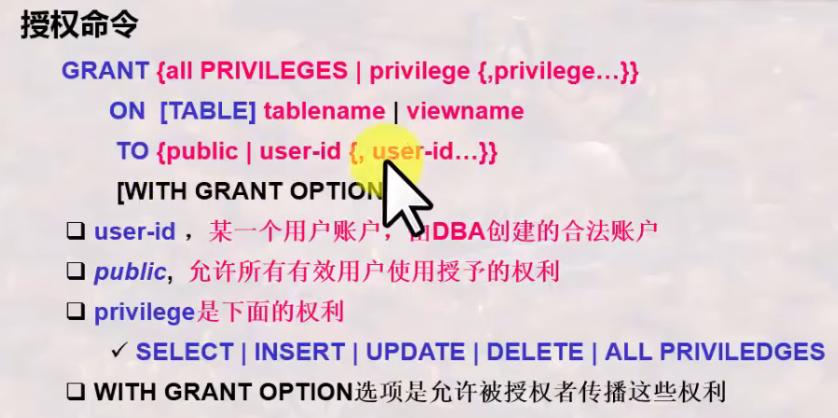 授权命令
GRANT {all PRIVILEGES | privilege {,privilege…}}
ON [TABLE] tablename | viewname
TO {public | user-id {, user-id…}}
[WITH GRANT OPTION
❑ user-id ，某一个用户账户，由DBA创建的合法账户
❑ public, 允许所有有效用户使用授予的权利
❑ privilege是下面的权利
✓ SELECT | INSERT | UPDATE | DELETE | ALL PRIVILEDGES
❑ WITH GRANT OPTION选项是允许被授权者传播这些权利